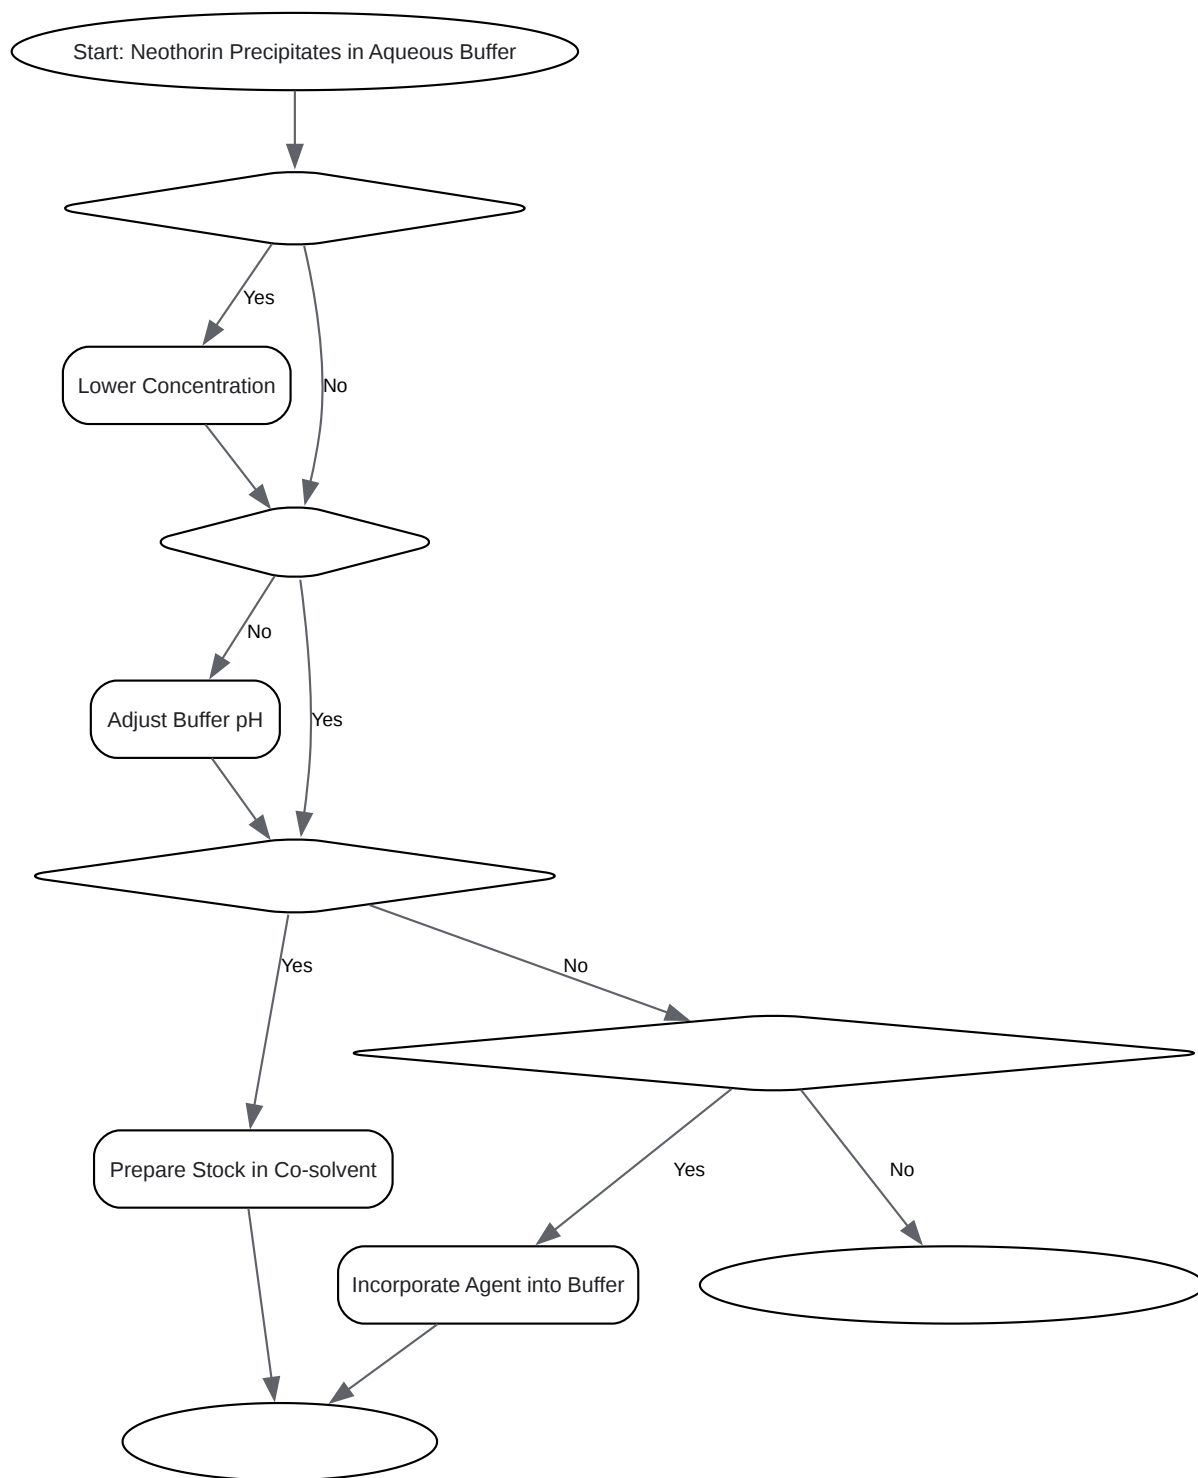 Start: Neothorin Precipitates in Aqueous Buffer
Yes
Lower Concentration
No
No
Adjust Buffer pH
Yes
Yes
No
Prepare Stock in Co-solvent
Yes
No
Incorporate Agent into Buffer